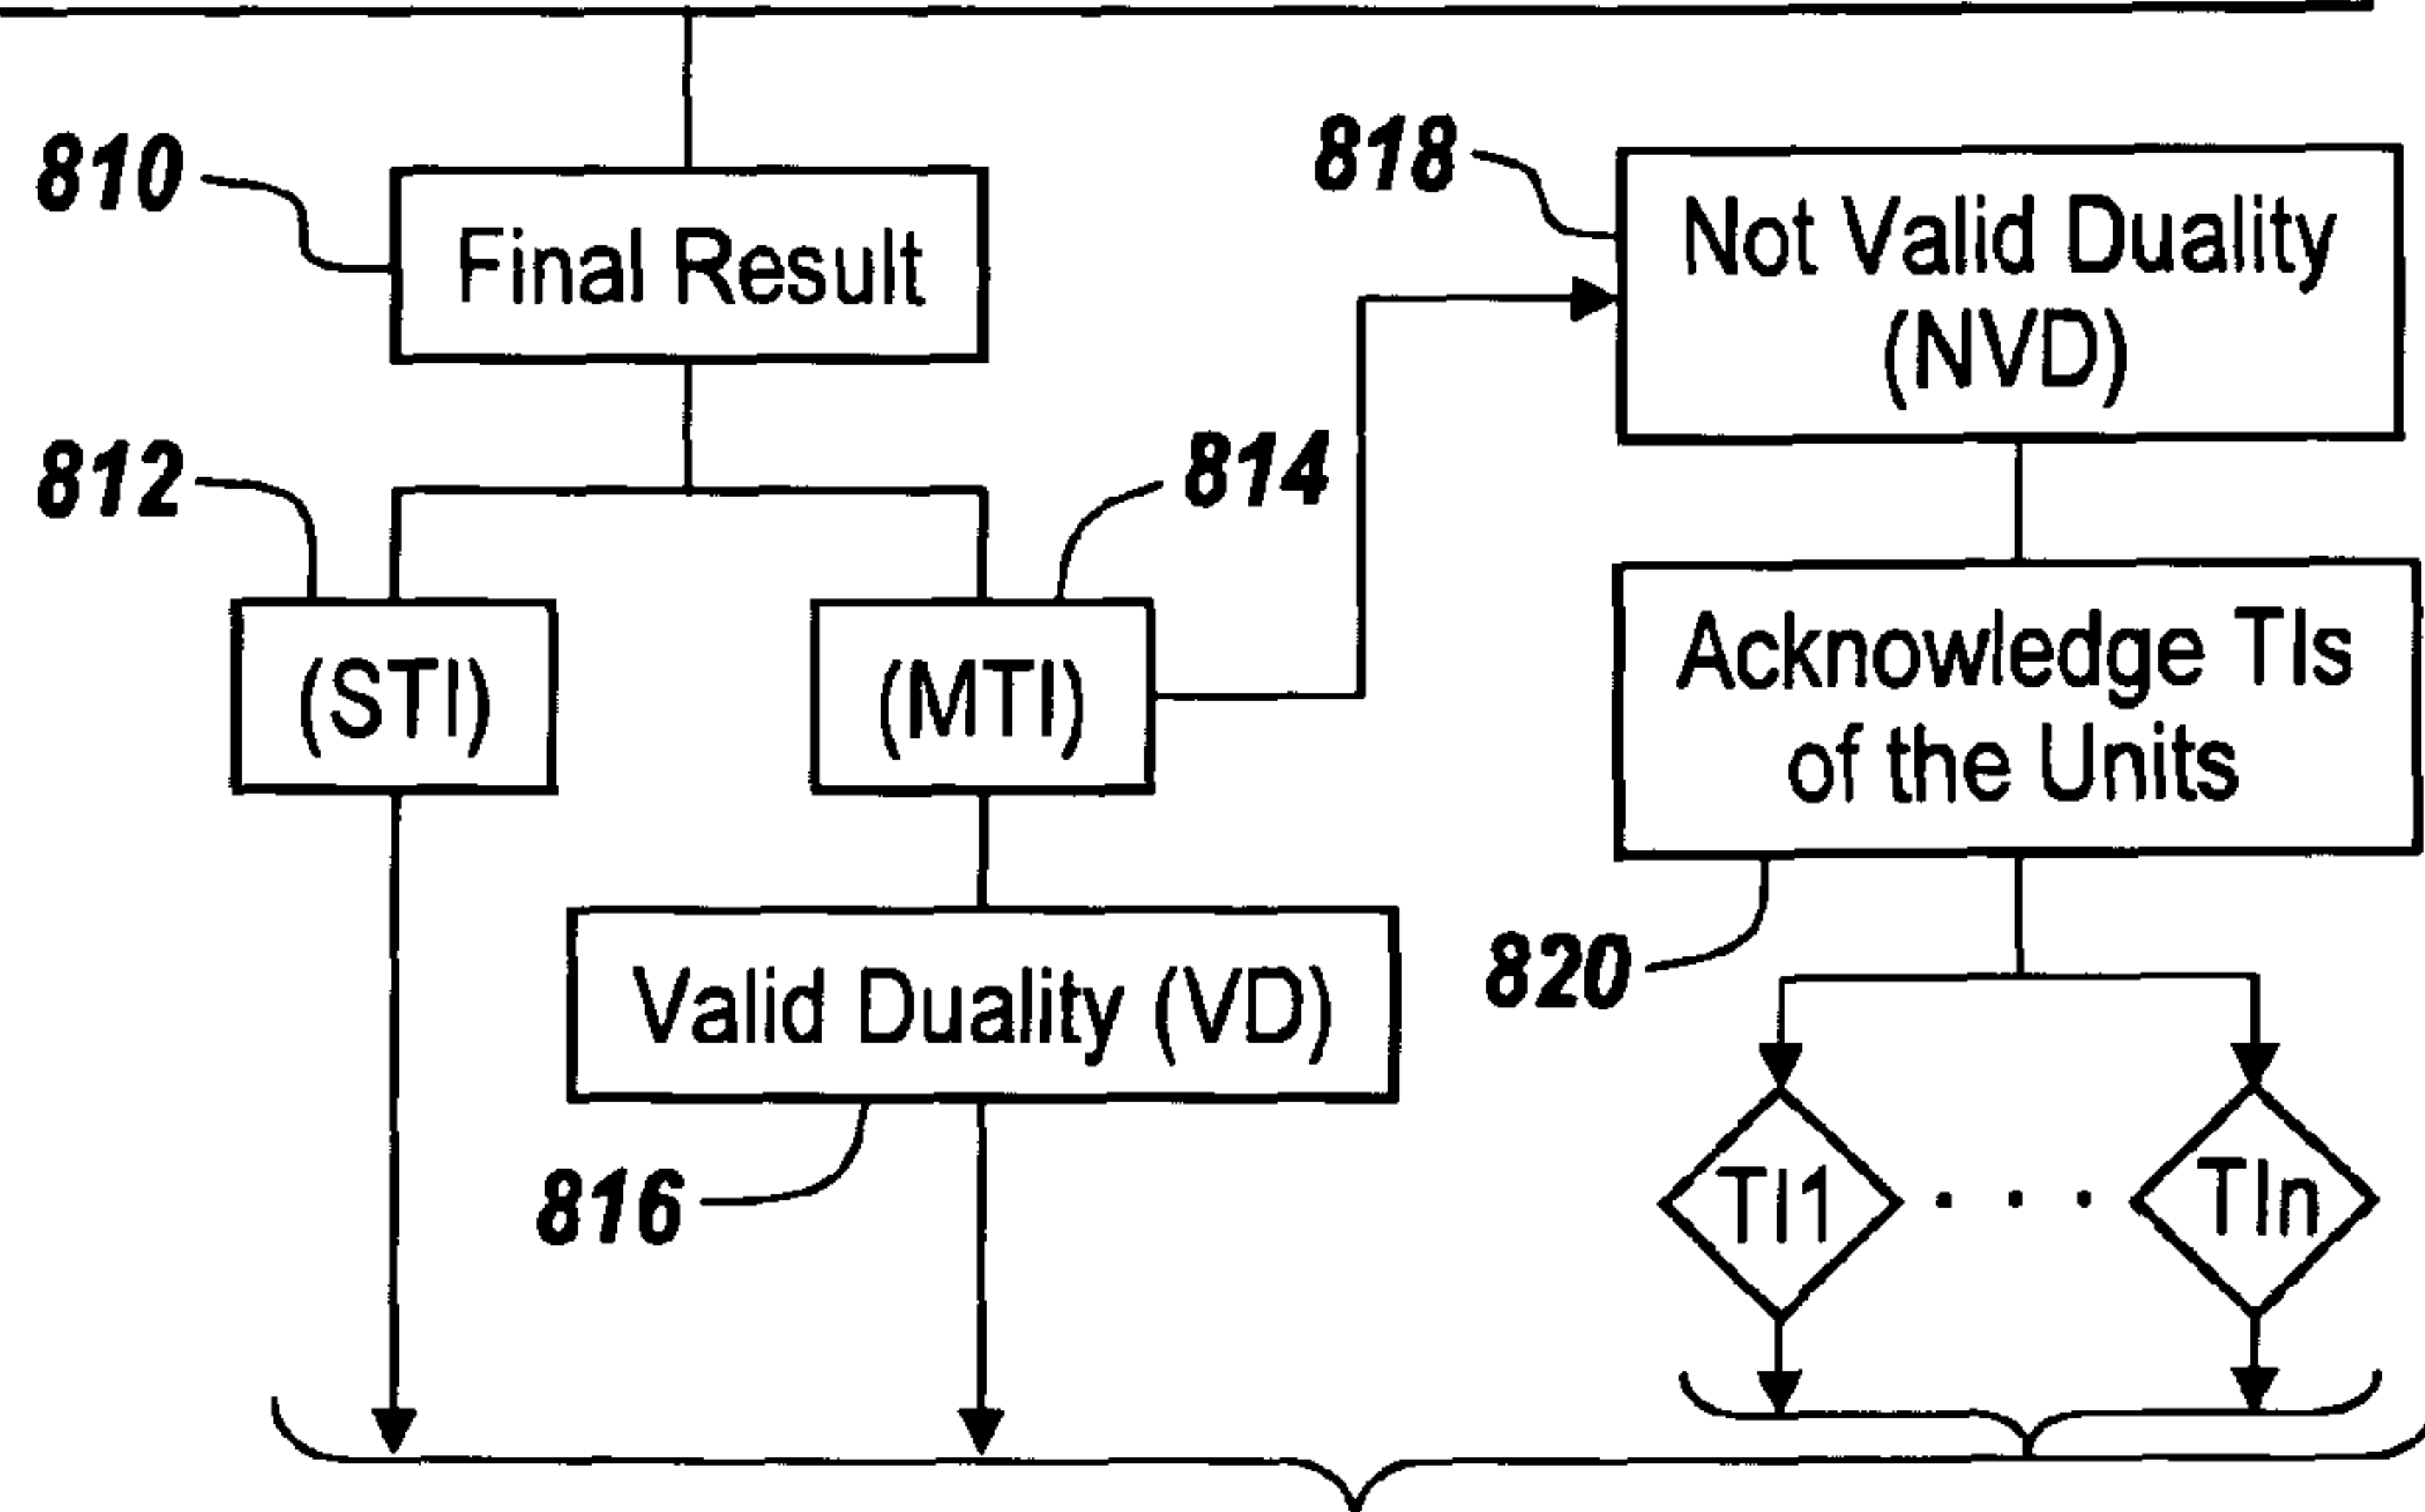 810
Final Result
818
Not Valid Duality
(NVD)
812
814
(STI)
(MTI)
Acknowledge TIs
of the Units
Valid Duality (VD)
820
816
TI1
. . .
TIn